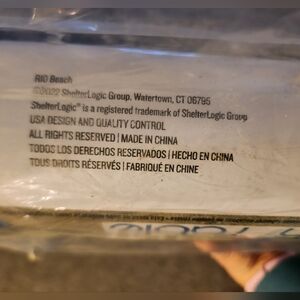 RIO Beach
©2022 ShelterLogic Group, Watertown, CT 06795
ShelterLogic® is a registered trademark of ShelterLogic Group
USA DESIGN AND QUALITY CONTROL
ALL RIGHTS RESERVED | MADE IN CHINA
TODOS LOS DERECHOS RESERVADOS | HECHO EN CHINA
TOUS DROITS RÉSERVÉS | FABRIQUÉ EN CHINE